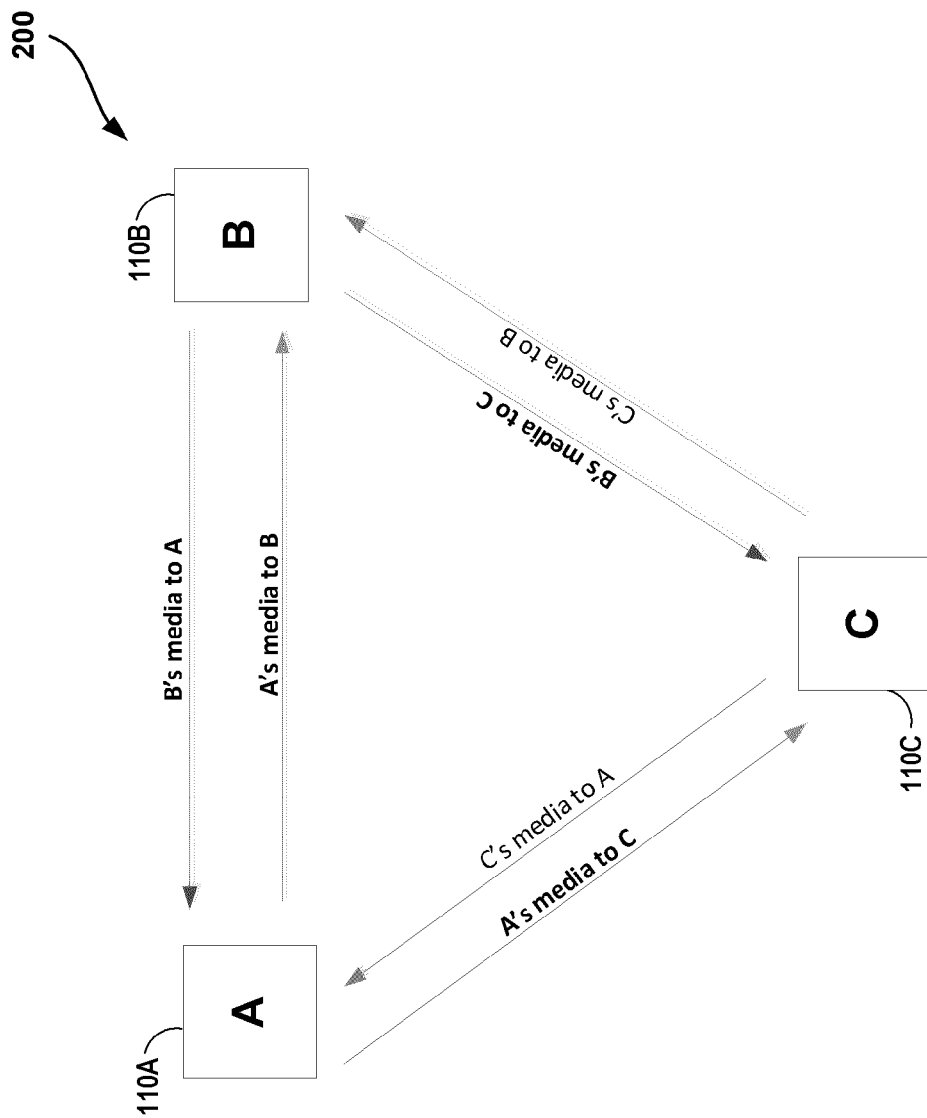 200
110B
B
B's media to A
A's media to B
C's media to B
B's media to C
110A
A
C's media to A
A's media to C
C
110C